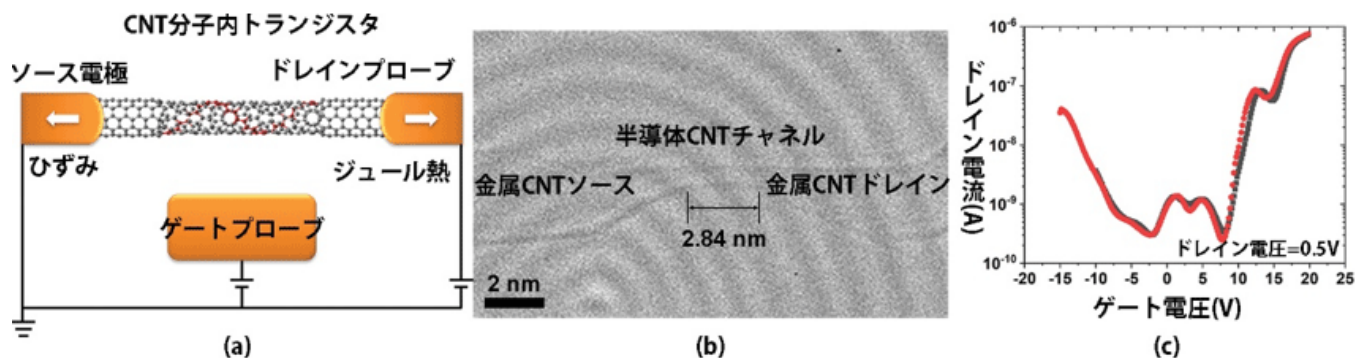 CNT分子内トランジスタ
ソース電極
ドレインプローブ
ひずみ
ジュール熱
ゲートプローブ
(a)
半導体CNTチャネル
金属CNTソース
金属CNTドレイン
2.84 nm
2 nm
(b)
ドレイン電流(A)
10⁻⁶
10⁻⁷
10⁻⁸
10⁻⁹
10⁻¹⁰
ドレイン電圧=0.5V
-20 -15 -10 -5 0 5 10 15 20 25
ゲート電圧(V)
(c)